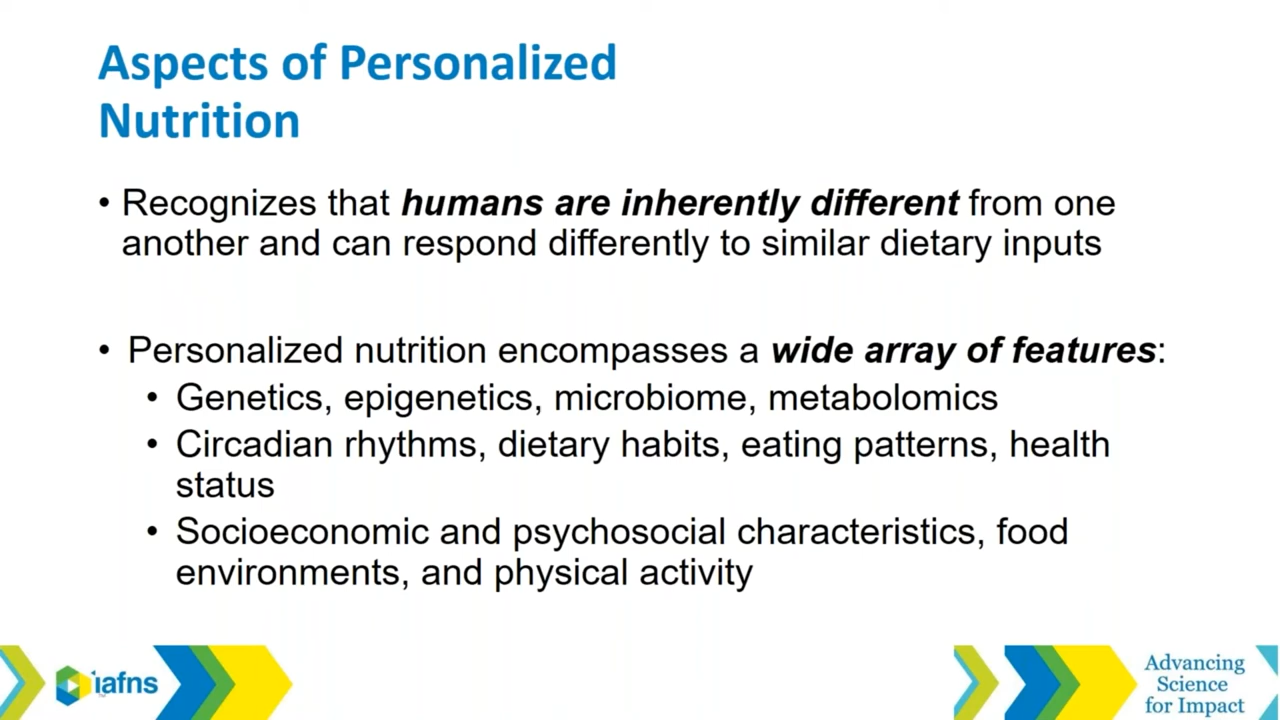 Aspects of Personalized
Nutrition
• Recognizes that humans are inherently different from one
another and can respond differently to similar dietary inputs
• Personalized nutrition encompasses a wide array of features:
• Genetics, epigenetics, microbiome, metabolomics
• Circadian rhythms, dietary habits, eating patterns, health
status
• Socioeconomic and psychosocial characteristics, food
environments, and physical activity
iafns
Advancing
Science
for Impact